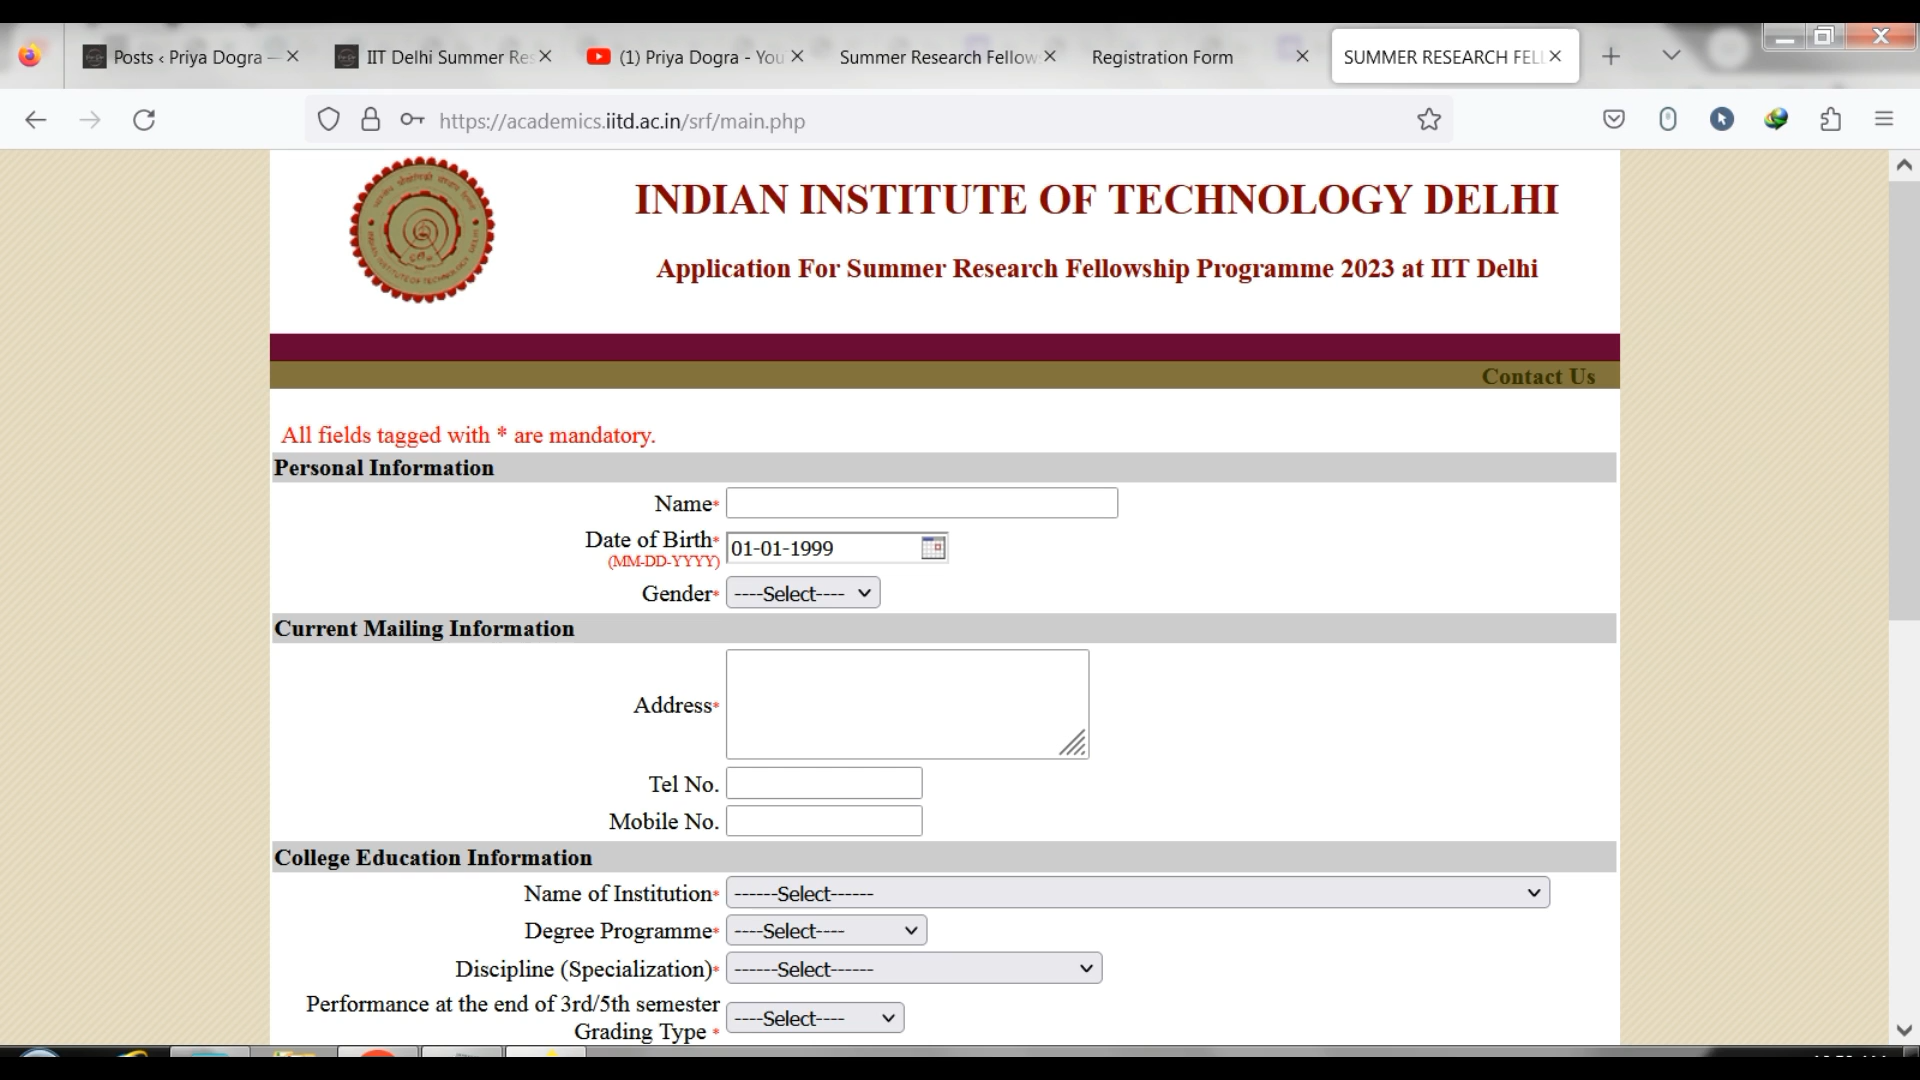 Posts ‹ Priya Dogra —
IIT Delhi Summer Res
(1) Priya Dogra - You
Summer Research Fellow
Registration Form
SUMMER RESEARCH FELL
https://academics.iitd.ac.in/srf/main.php
INDIAN INSTITUTE OF TECHNOLOGY DELHI
Application For Summer Research Fellowship Programme 2023 at IIT Delhi
Contact Us
All fields tagged with * are mandatory.
Personal Information
Name*
Date of Birth* 01-01-1999
(MM-DD-YYYY)
Gender* ----Select----
Current Mailing Information
Address*
Tel No.
Mobile No.
College Education Information
Name of Institution* ------Select------
Degree Programme* ----Select----
Discipline (Specialization)* ------Select------
Performance at the end of 3rd/5th semester
Grading Type * ----Select----